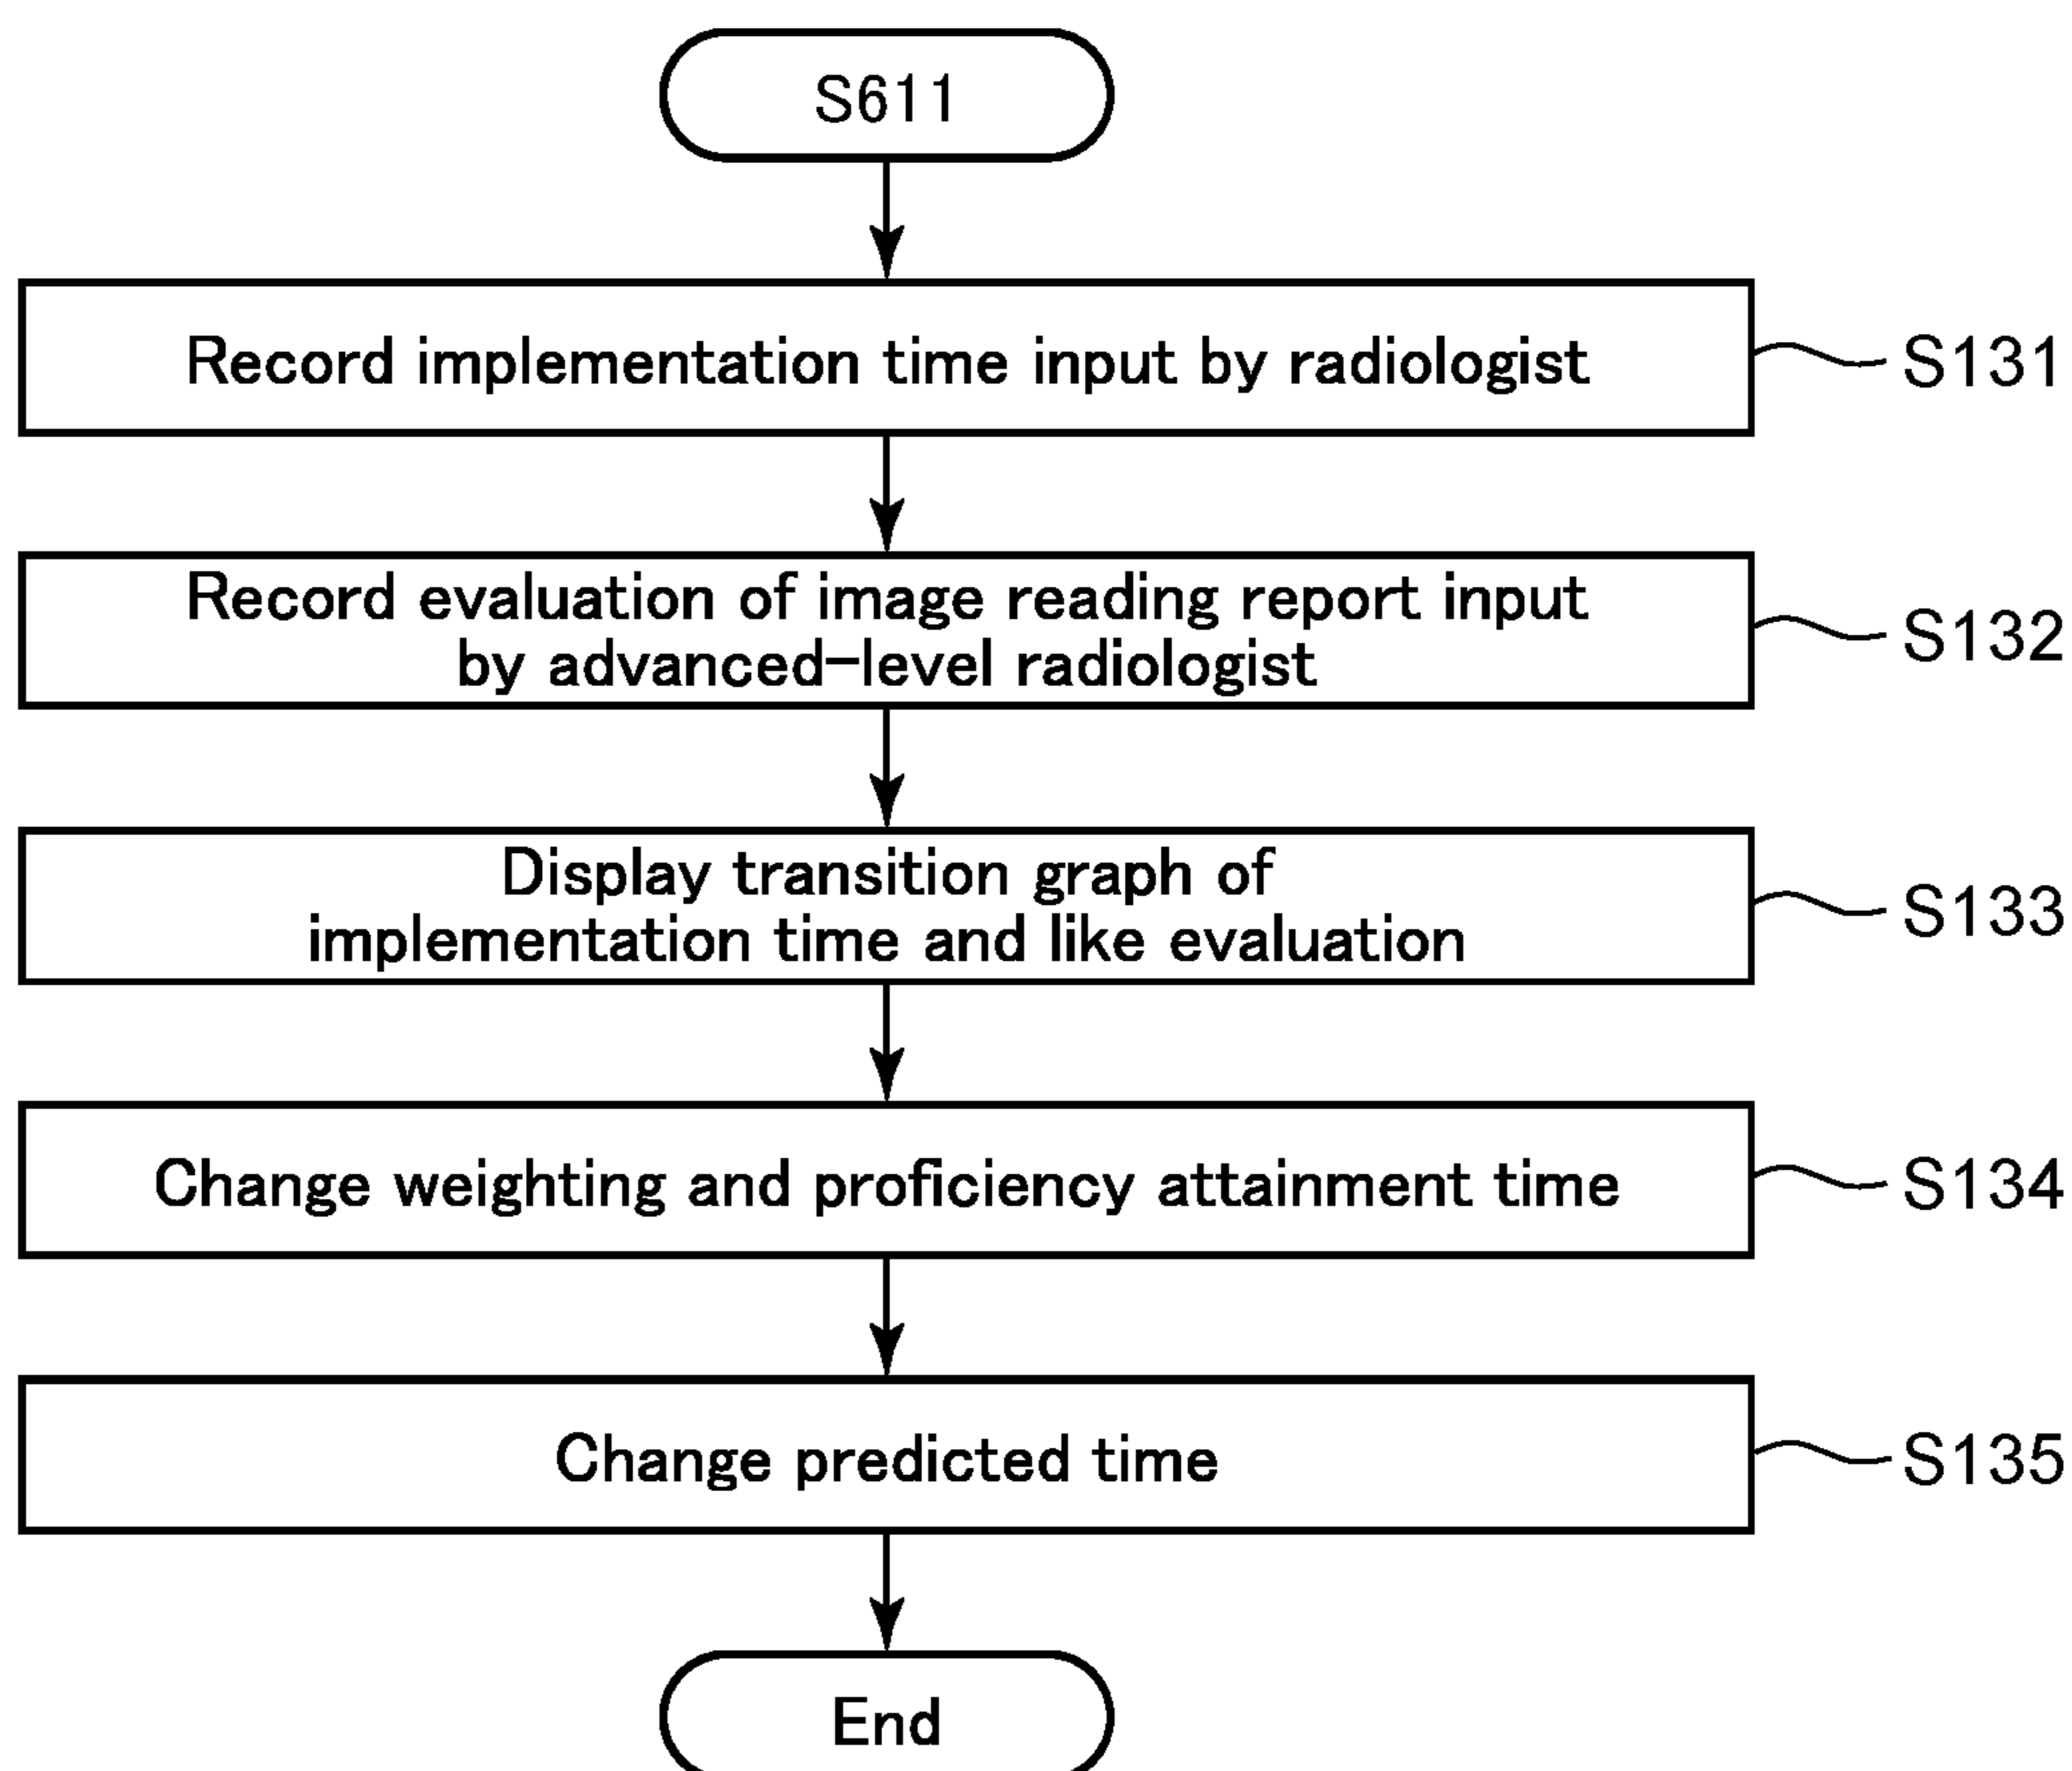 S611
Record implementation time input by radiologist
S131
Record evaluation of image reading report input
by advanced-level radiologist
S132
Display transition graph of
implementation time and like evaluation
S133
Change weighting and proficiency attainment time
S134
Change predicted time
S135
End